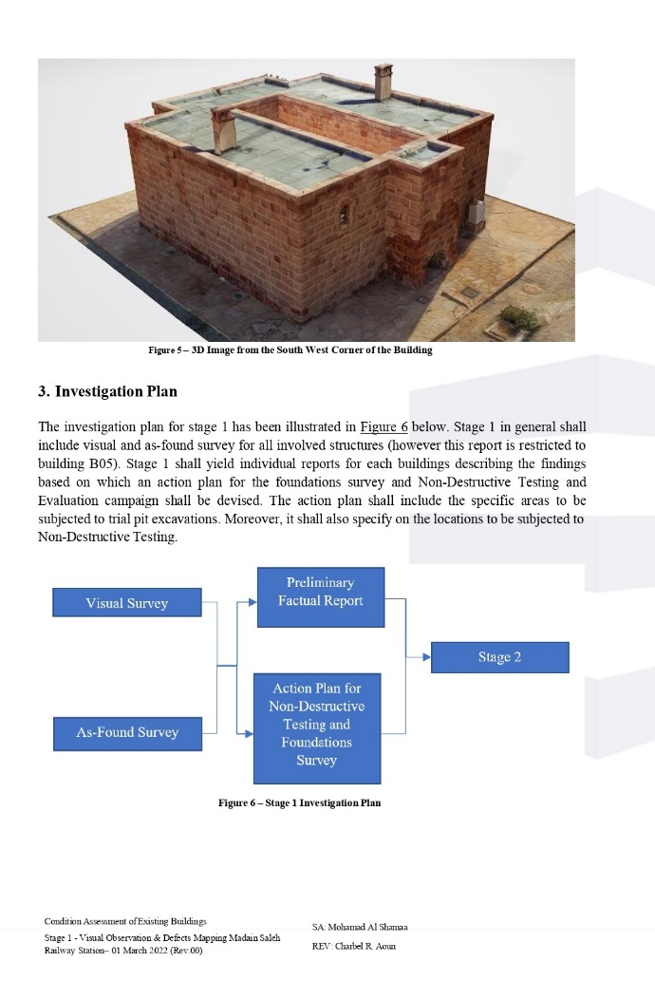 Figure 5 – 3D Image from the South West Corner of the Building
3. Investigation Plan
The investigation plan for stage 1 has been illustrated in Figure 6 below. Stage 1 in general shall
include visual and as-found survey for all involved structures (however this report is restricted to
building B05). Stage 1 shall yield individual reports for each buildings describing the findings
based on which an action plan for the foundations survey and Non-Destructive Testing and
Evaluation campaign shall be devised. The action plan shall include the specific areas to be
subjected to trial pit excavations. Moreover, it shall also specify on the locations to be subjected to
Non-Destructive Testing.
Visual Survey
As-Found Survey
Preliminary
Factual Report
Action Plan for
Non-Destructive
Testing and
Foundations
Survey
Stage 2
Figure 6 – Stage 1 Investigation Plan
Condition Assessment of Existing Buildings
Stage 1 - Visual Observation & Defects Mapping Madain Saleh
Railway Station– 01 March 2022 (Rev.00)
SA: Mohamad Al Shamaa
REV: Charbel R. Aoun